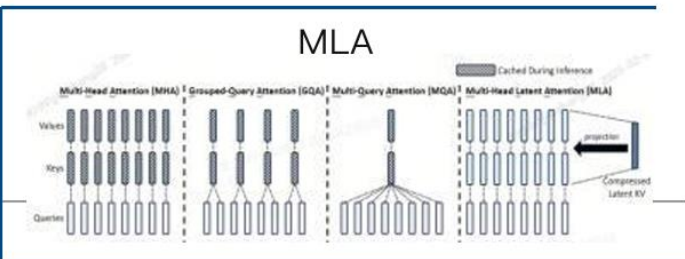 MLA
Cached During Inference
Multi-Head Attention (MHA)
Grouped-Query Attention (GQA)
Multi-Query Attention (MQA)
Multi-Head Latent Attention (MLA)
Values
projection
Keys
Compressed
Latent KV
Queries